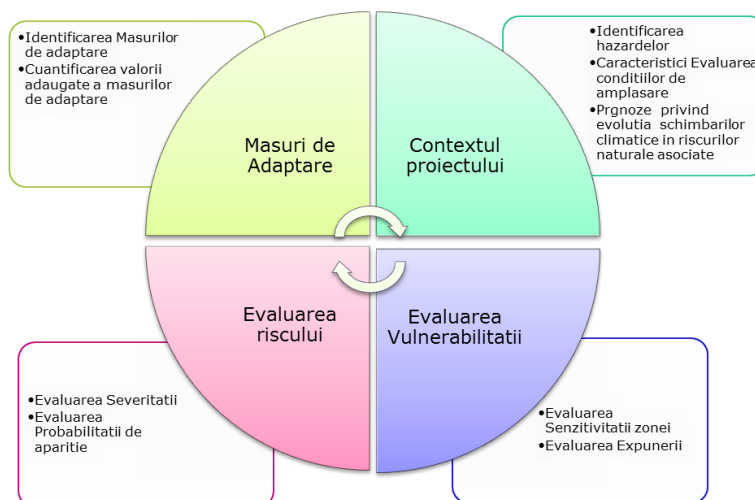 •Identificarea Masurilor
de adaptare
•Cuantificarea valorii
adaugate a masurilor
de adaptare
Masuri de
Adaptare
Contextul
proiectului
•Identificarea
hazardelor
•Caracteristici Evaluarea
conditiilor de
amplasare
•Prgnoze privind
evolutia schimbarilor
climatice in riscurilor
naturale asociate
Evaluarea
riscului
Evaluarea
Vulnerabilitatii
•Evaluarea Severitatii
•Evaluarea
Probabilitatii de
aparitie
•Evaluarea
Senzitivitatii zonei
•Evaluarea Expunerii